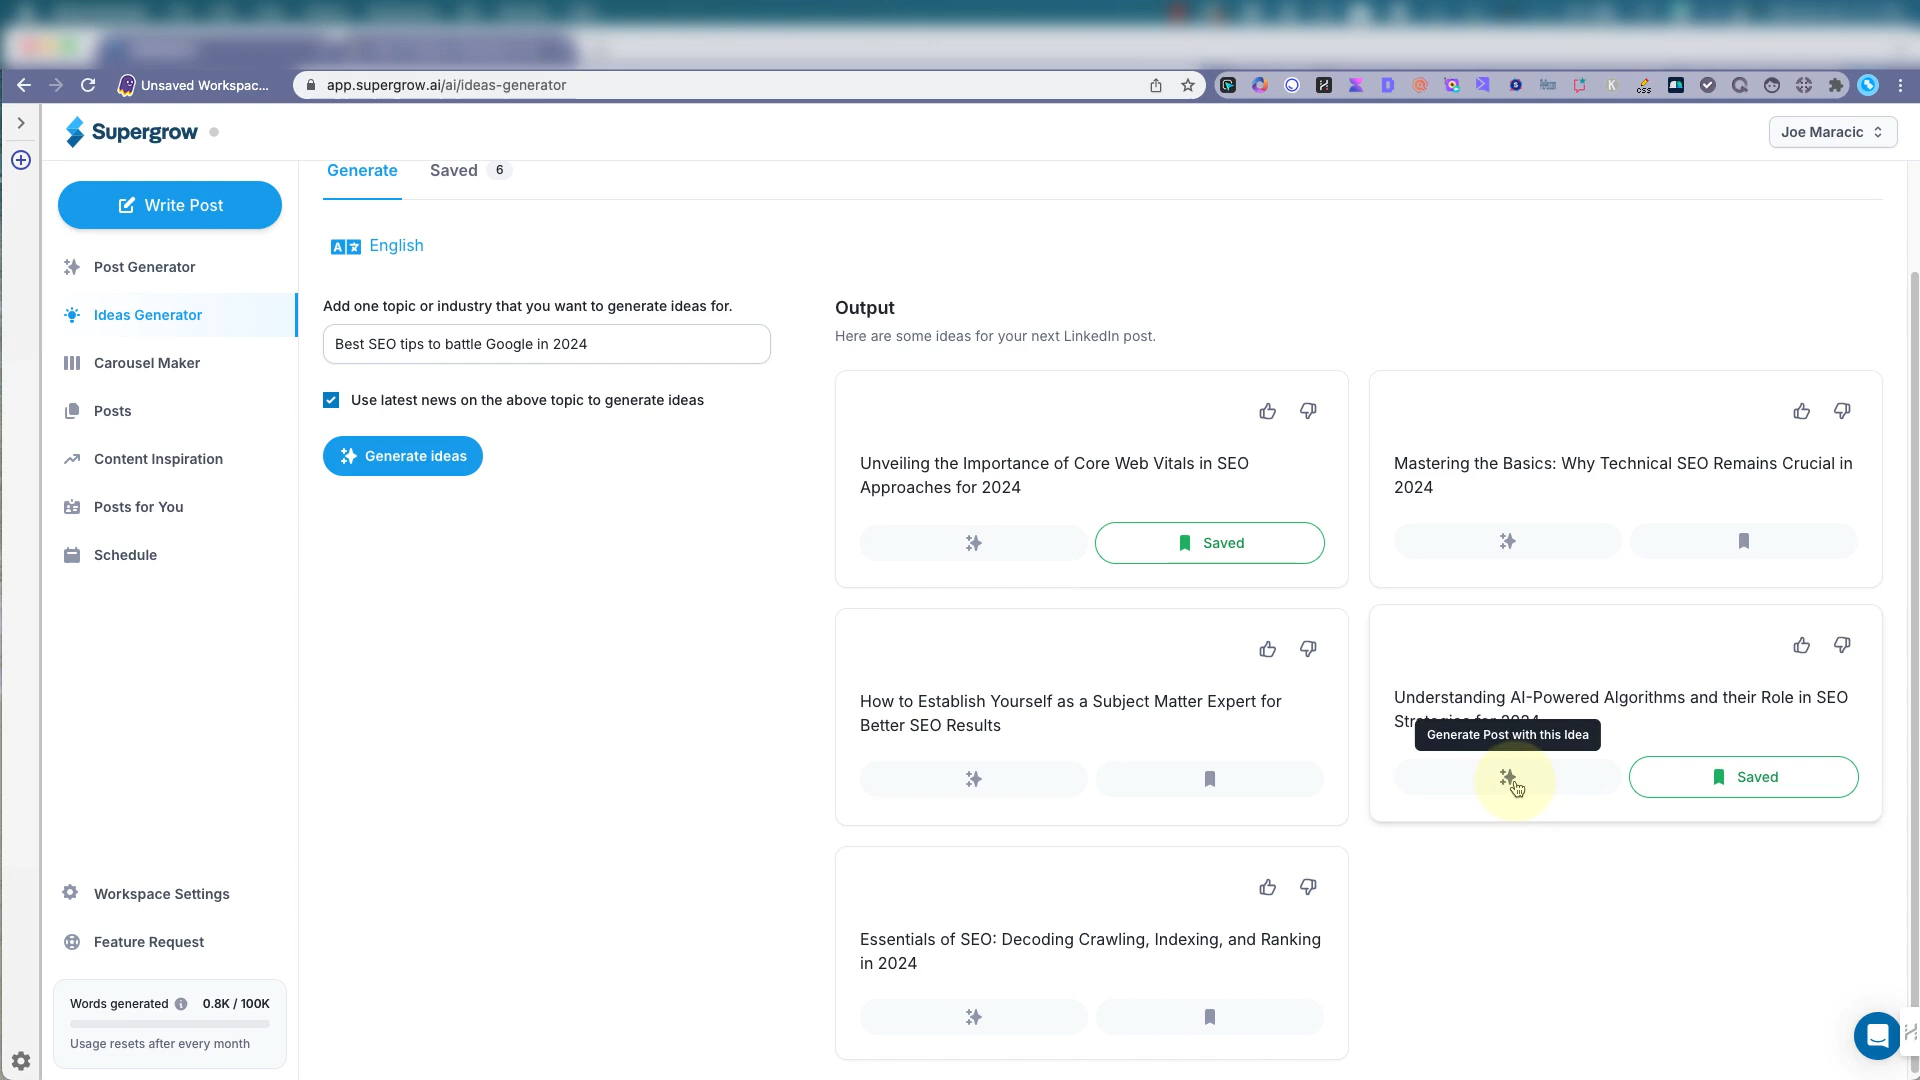 Unsaved Workspac...
app.supergrow.ai/ai/ideas-generator
Supergrow
Joe Maracic
Write Post
Post Generator
Ideas Generator
Carousel Maker
Posts
Content Inspiration
Posts for You
Schedule
Workspace Settings
Feature Request
Words generated 0.8K / 100K
Usage resets after every month
Generate
Saved 6
English
Add one topic or industry that you want to generate ideas for.
Best SEO tips to battle Google in 2024
Use latest news on the above topic to generate ideas
Generate ideas
Output
Here are some ideas for your next LinkedIn post.
Unveiling the Importance of Core Web Vitals in SEO
Approaches for 2024
Saved
Mastering the Basics: Why Technical SEO Remains Crucial in
2024
How to Establish Yourself as a Subject Matter Expert for
Better SEO Results
Understanding AI-Powered Algorithms and their Role in SEO
Generate Post with this Idea
Saved
Essentials of SEO: Decoding Crawling, Indexing, and Ranking
in 2024